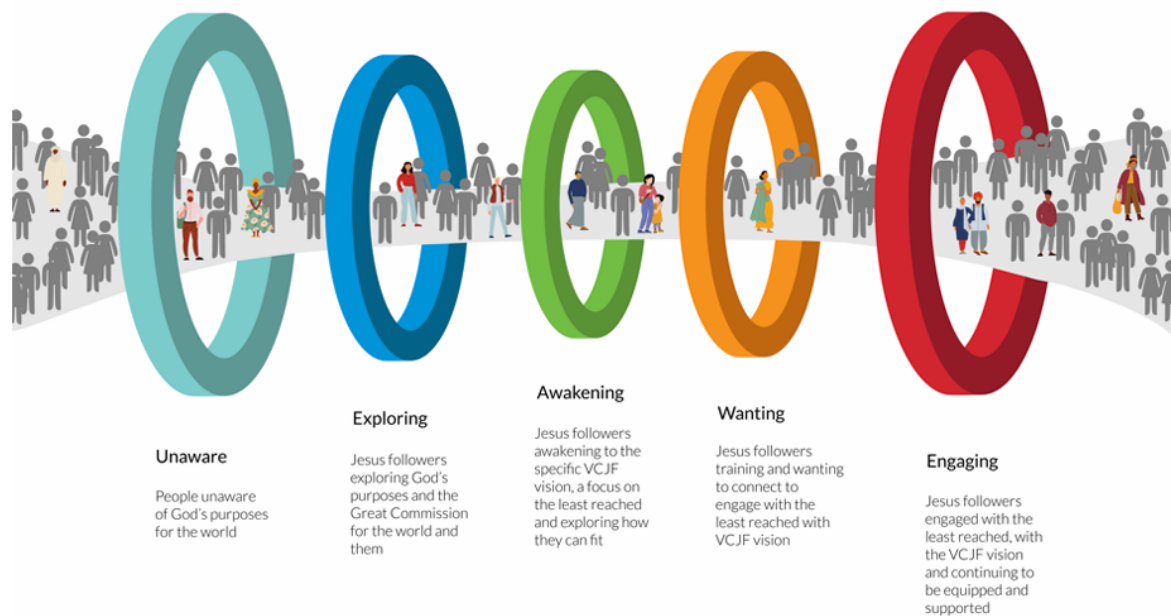 Unaware
People unaware
of God's purposes
for the world
Exploring
Jesus followers
exploring God's
purposes and the
Great Commission
for the world and
them
Awakening
Jesus followers
awakening to the
specific VCJF
vision, a focus on
the least reached
and exploring how
they can fit
Wanting
Jesus followers
training and wanting
to connect to
engage with the
least reached with
VCJF vision
Engaging
Jesus followers
engaged with the
least reached, with
the VCJF vision
and continuing to
be equipped and
supported